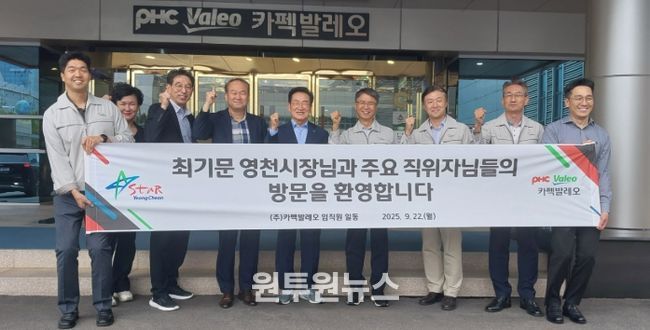 PHC Valeo 카펙발레오
최기문 영천시장님과 주요 직위자님들의
방문을 환영합니다
STAR
YeongCheon
PHC Valeo
카펙발레오
(주)카펙발레오 임직원 일동 2025. 9. 22.(월)
원투원뉴스